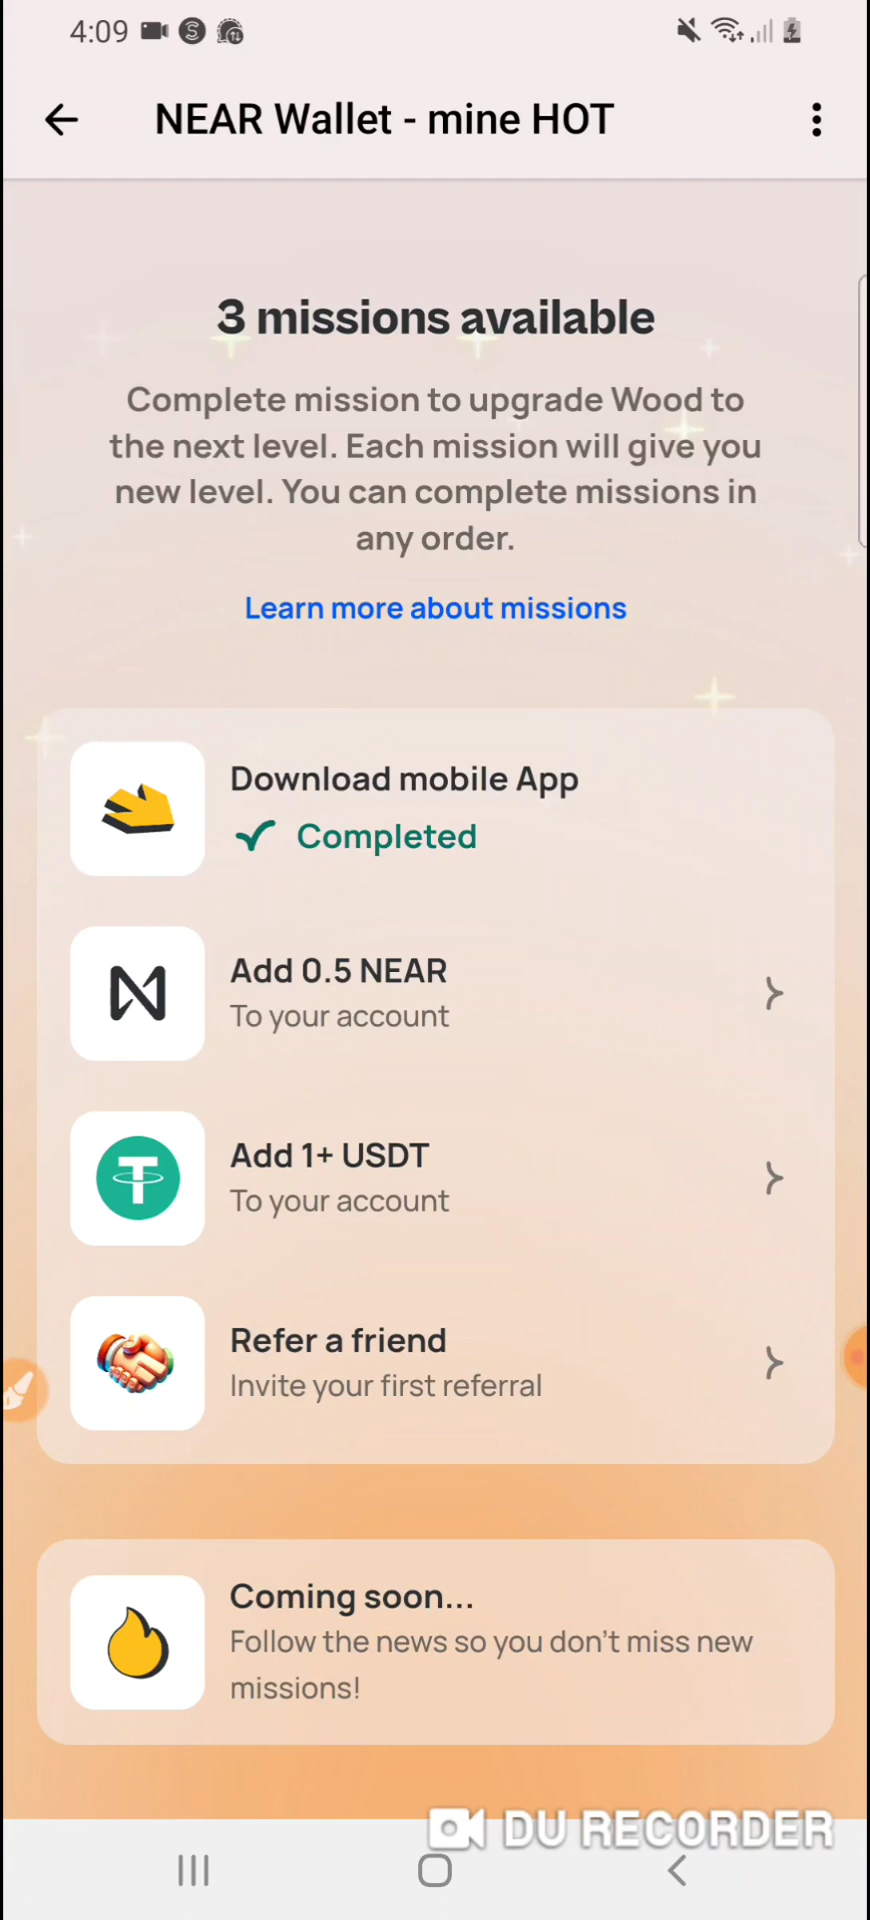 4:09
NEAR Wallet - mine HOT
3 missions available
Complete mission to upgrade Wood to
the next level. Each mission will give you
new level. You can complete missions in
any order.
Learn more about missions
Download mobile App
Completed
Add 0.5 NEAR
To your account
Add 1+ USDT
To your account
Refer a friend
Invite your first referral
Coming soon...
Follow the news so you don't miss new
missions!
DU RECORDER